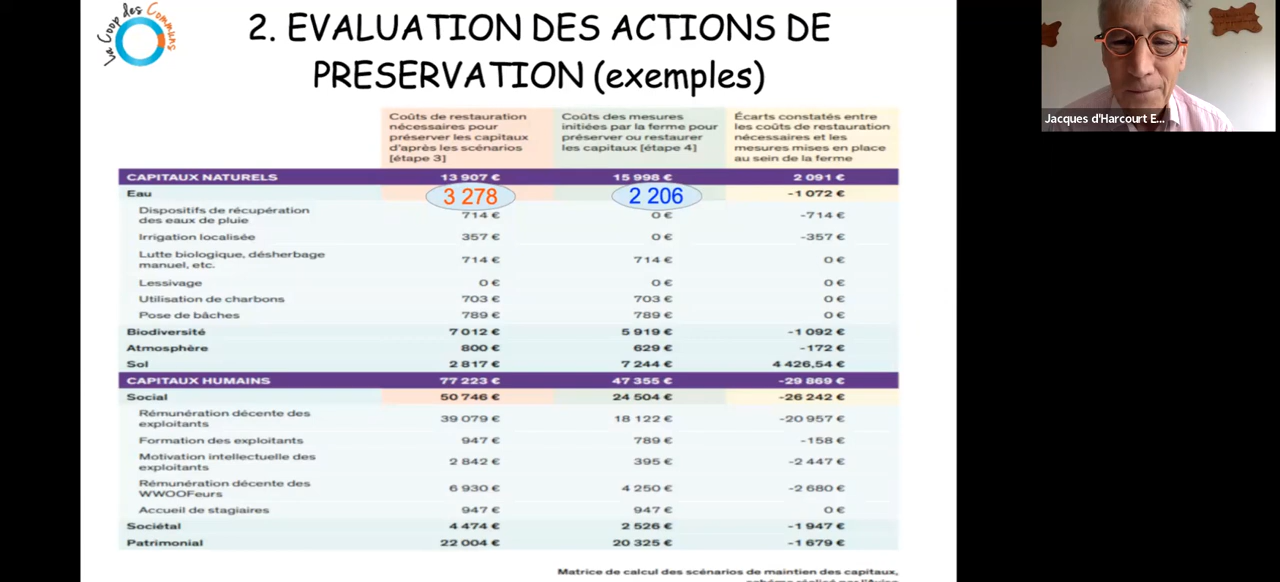 La Coop des Communs
2. EVALUATION DES ACTIONS DE
PRESERVATION (exemples)
Jacques d'Harcourt E...
Coûts de restauration nécessaires pour préserver les capitaux d'après les scénarios [étape 3]
Coûts des mesures initiées par la ferme pour préserver ou restaurer les capitaux [étape 4]
Écarts constatés entre les coûts de restauration nécessaires et les mesures mises en place au sein de la ferme
CAPITAUX NATURELS 13 907 € 15 998 € 2 091 €
Eau 3 278 2 206 -1 072 €
Dispositifs de récupération des eaux de pluie 714 € 0 € -714 €
Irrigation localisée 357 € 0 € -357 €
Lutte biologique, désherbage manuel, etc. 714 € 714 € 0 €
Lessivage 0 € 0 € 0 €
Utilisation de charbons 703 € 703 € 0 €
Pose de bâches 789 € 789 € 0 €
Biodiversité 7 012 € 5 919 € -1 092 €
Atmosphère 800 € 629 € -172 €
Sol 2 817 € 7 244 € 4 426,54 €
CAPITAUX HUMAINS 77 223 € 47 355 € -29 869 €
Social 50 746 € 24 504 € -26 242 €
Rémunération décente des exploitants 39 079 € 18 122 € -20 957 €
Formation des exploitants 947 € 789 € -158 €
Motivation intellectuelle des exploitants 2 842 € 395 € -2 447 €
Rémunération décente des WWOOFeurs 6 930 € 4 250 € -2 680 €
Accueil de stagiaires 947 € 947 € 0 €
Sociétal 4 474 € 2 526 € -1 947 €
Patrimonial 22 004 € 20 325 € -1 679 €
Matrice de calcul des scénarios de maintien des capitaux,